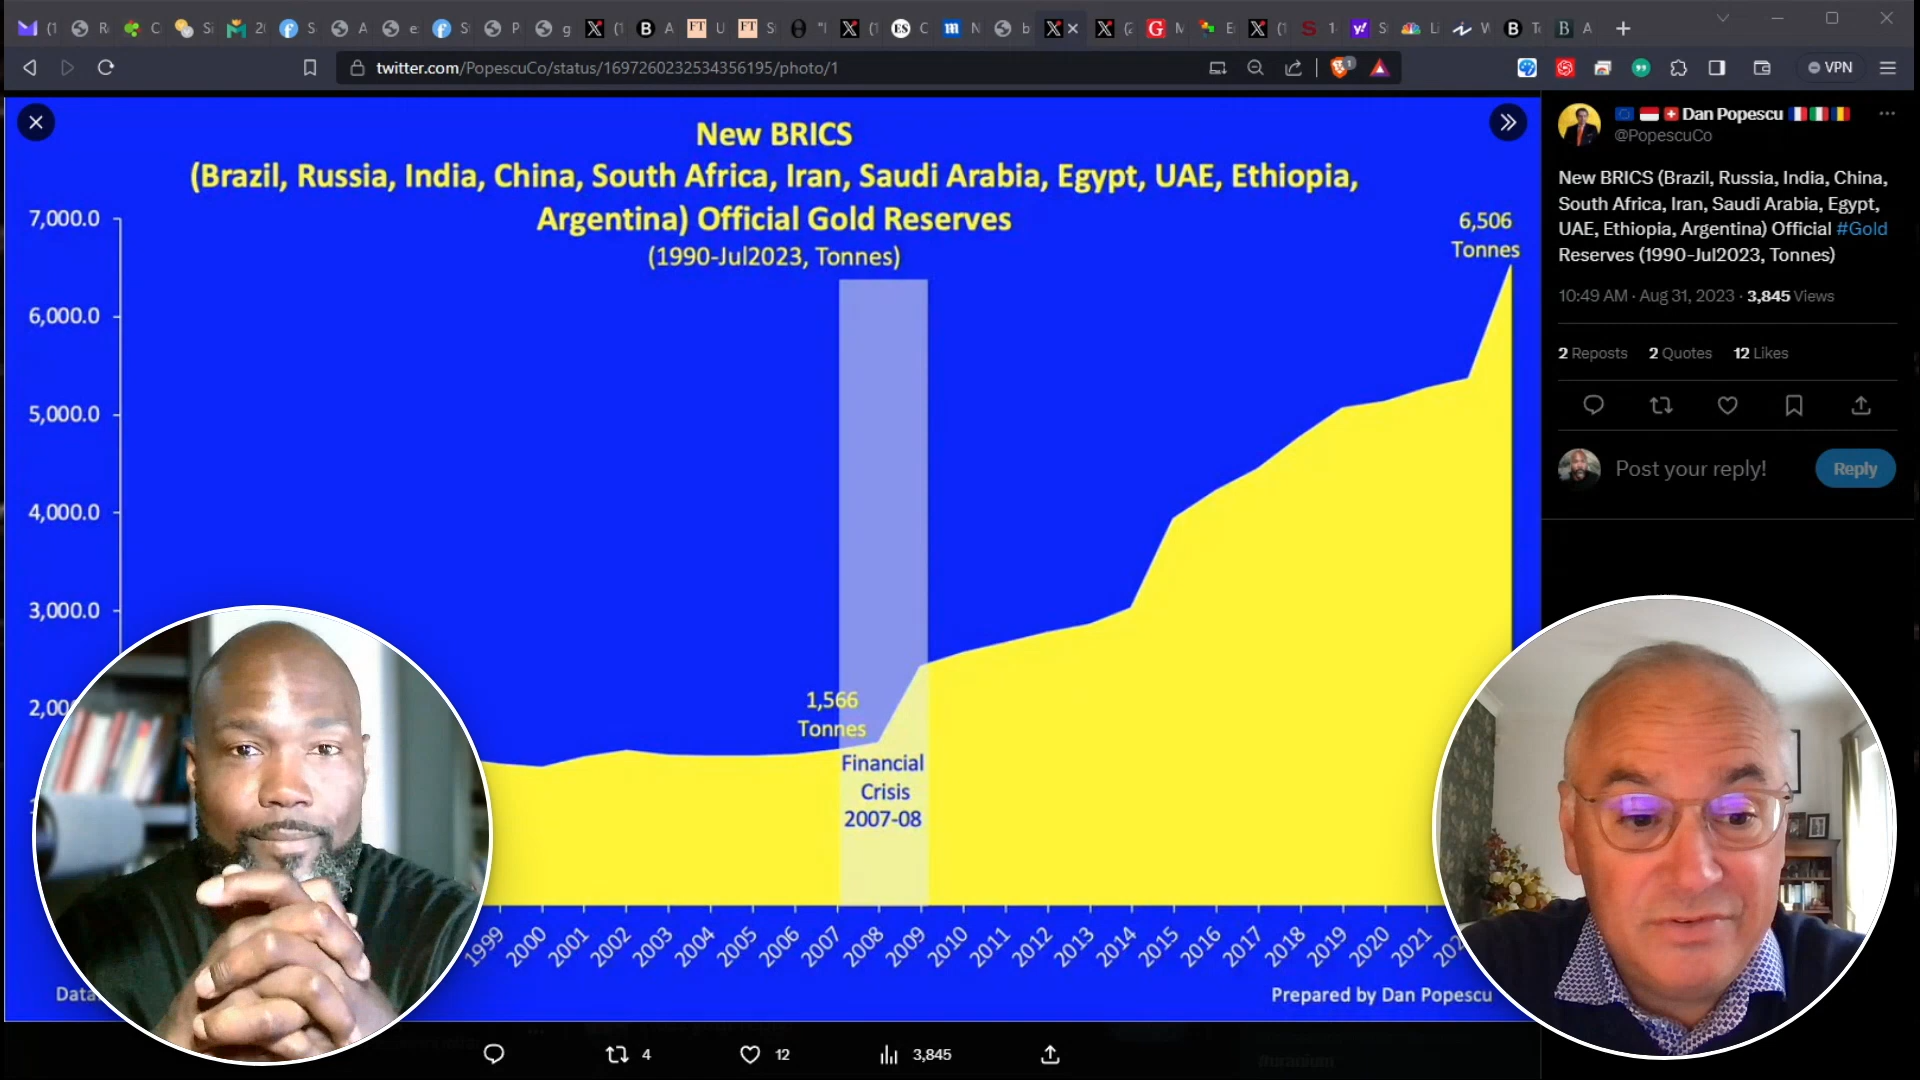 twitter.com/PopescuCo/status/1697260232534356195/photo/1
VPN
New BRICS
(Brazil, Russia, India, China, South Africa, Iran, Saudi Arabia, Egypt, UAE, Ethiopia,
Argentina) Official Gold Reserves
(1990-Jul2023, Tonnes)
7,000.0
6,000.0
5,000.0
4,000.0
3,000.0
6,506
Tonnes
1,566
Tonnes
Financial
Crisis
2007-08
1999 2000 2001 2002 2003 2004 2005 2006 2007 2008 2009 2010 2011 2012 2013 2014 2015 2016 2017 2018 2019 2020 2021
Data
Prepared by Dan Popescu
4 12 3,845
Dan Popescu
@PopescuCo
New BRICS (Brazil, Russia, India, China,
South Africa, Iran, Saudi Arabia, Egypt,
UAE, Ethiopia, Argentina) Official #Gold
Reserves (1990-Jul2023, Tonnes)
10:49 AM · Aug 31, 2023 · 3,845 Views
2 Reposts 2 Quotes 12 Likes
Post your reply!
Reply